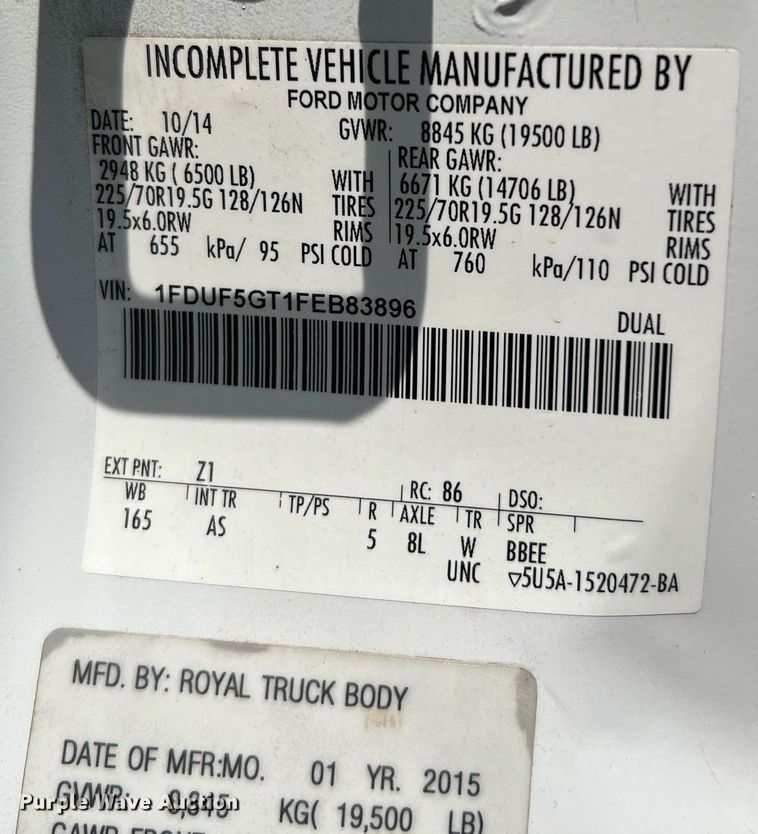 INCOMPLETE VEHICLE MANUFACTURED BY
FORD MOTOR COMPANY
DATE: 10/14 GVWR: 8845 KG (19500 LB)
FRONT GAWR: REAR GAWR:
2948 KG ( 6500 LB) WITH 6671 KG (14706 LB) WITH
225/70R19.5G 128/126N TIRES 225/70R19.5G 128/126N TIRES
19.5x6.0RW RIMS 19.5x6.0RW RIMS
AT 655 kPa/ 95 PSI COLD AT 760 kPa/110 PSI COLD
VIN: 1FDUF5GT1FEB83896
DUAL
EXT PNT: Z1 RC: 86 DSO:
WB INT TR TP/PS R AXLE TR SPR
165 AS 5 8L W BBEE
UNC ▽5U5A-1520472-BA
MFD. BY: ROYAL TRUCK BODY
DATE OF MFR:MO. 01 YR. 2015
GVWR: 8,845 KG( 19,500 LB)
Purple Wave Auction
GAWR FRONT